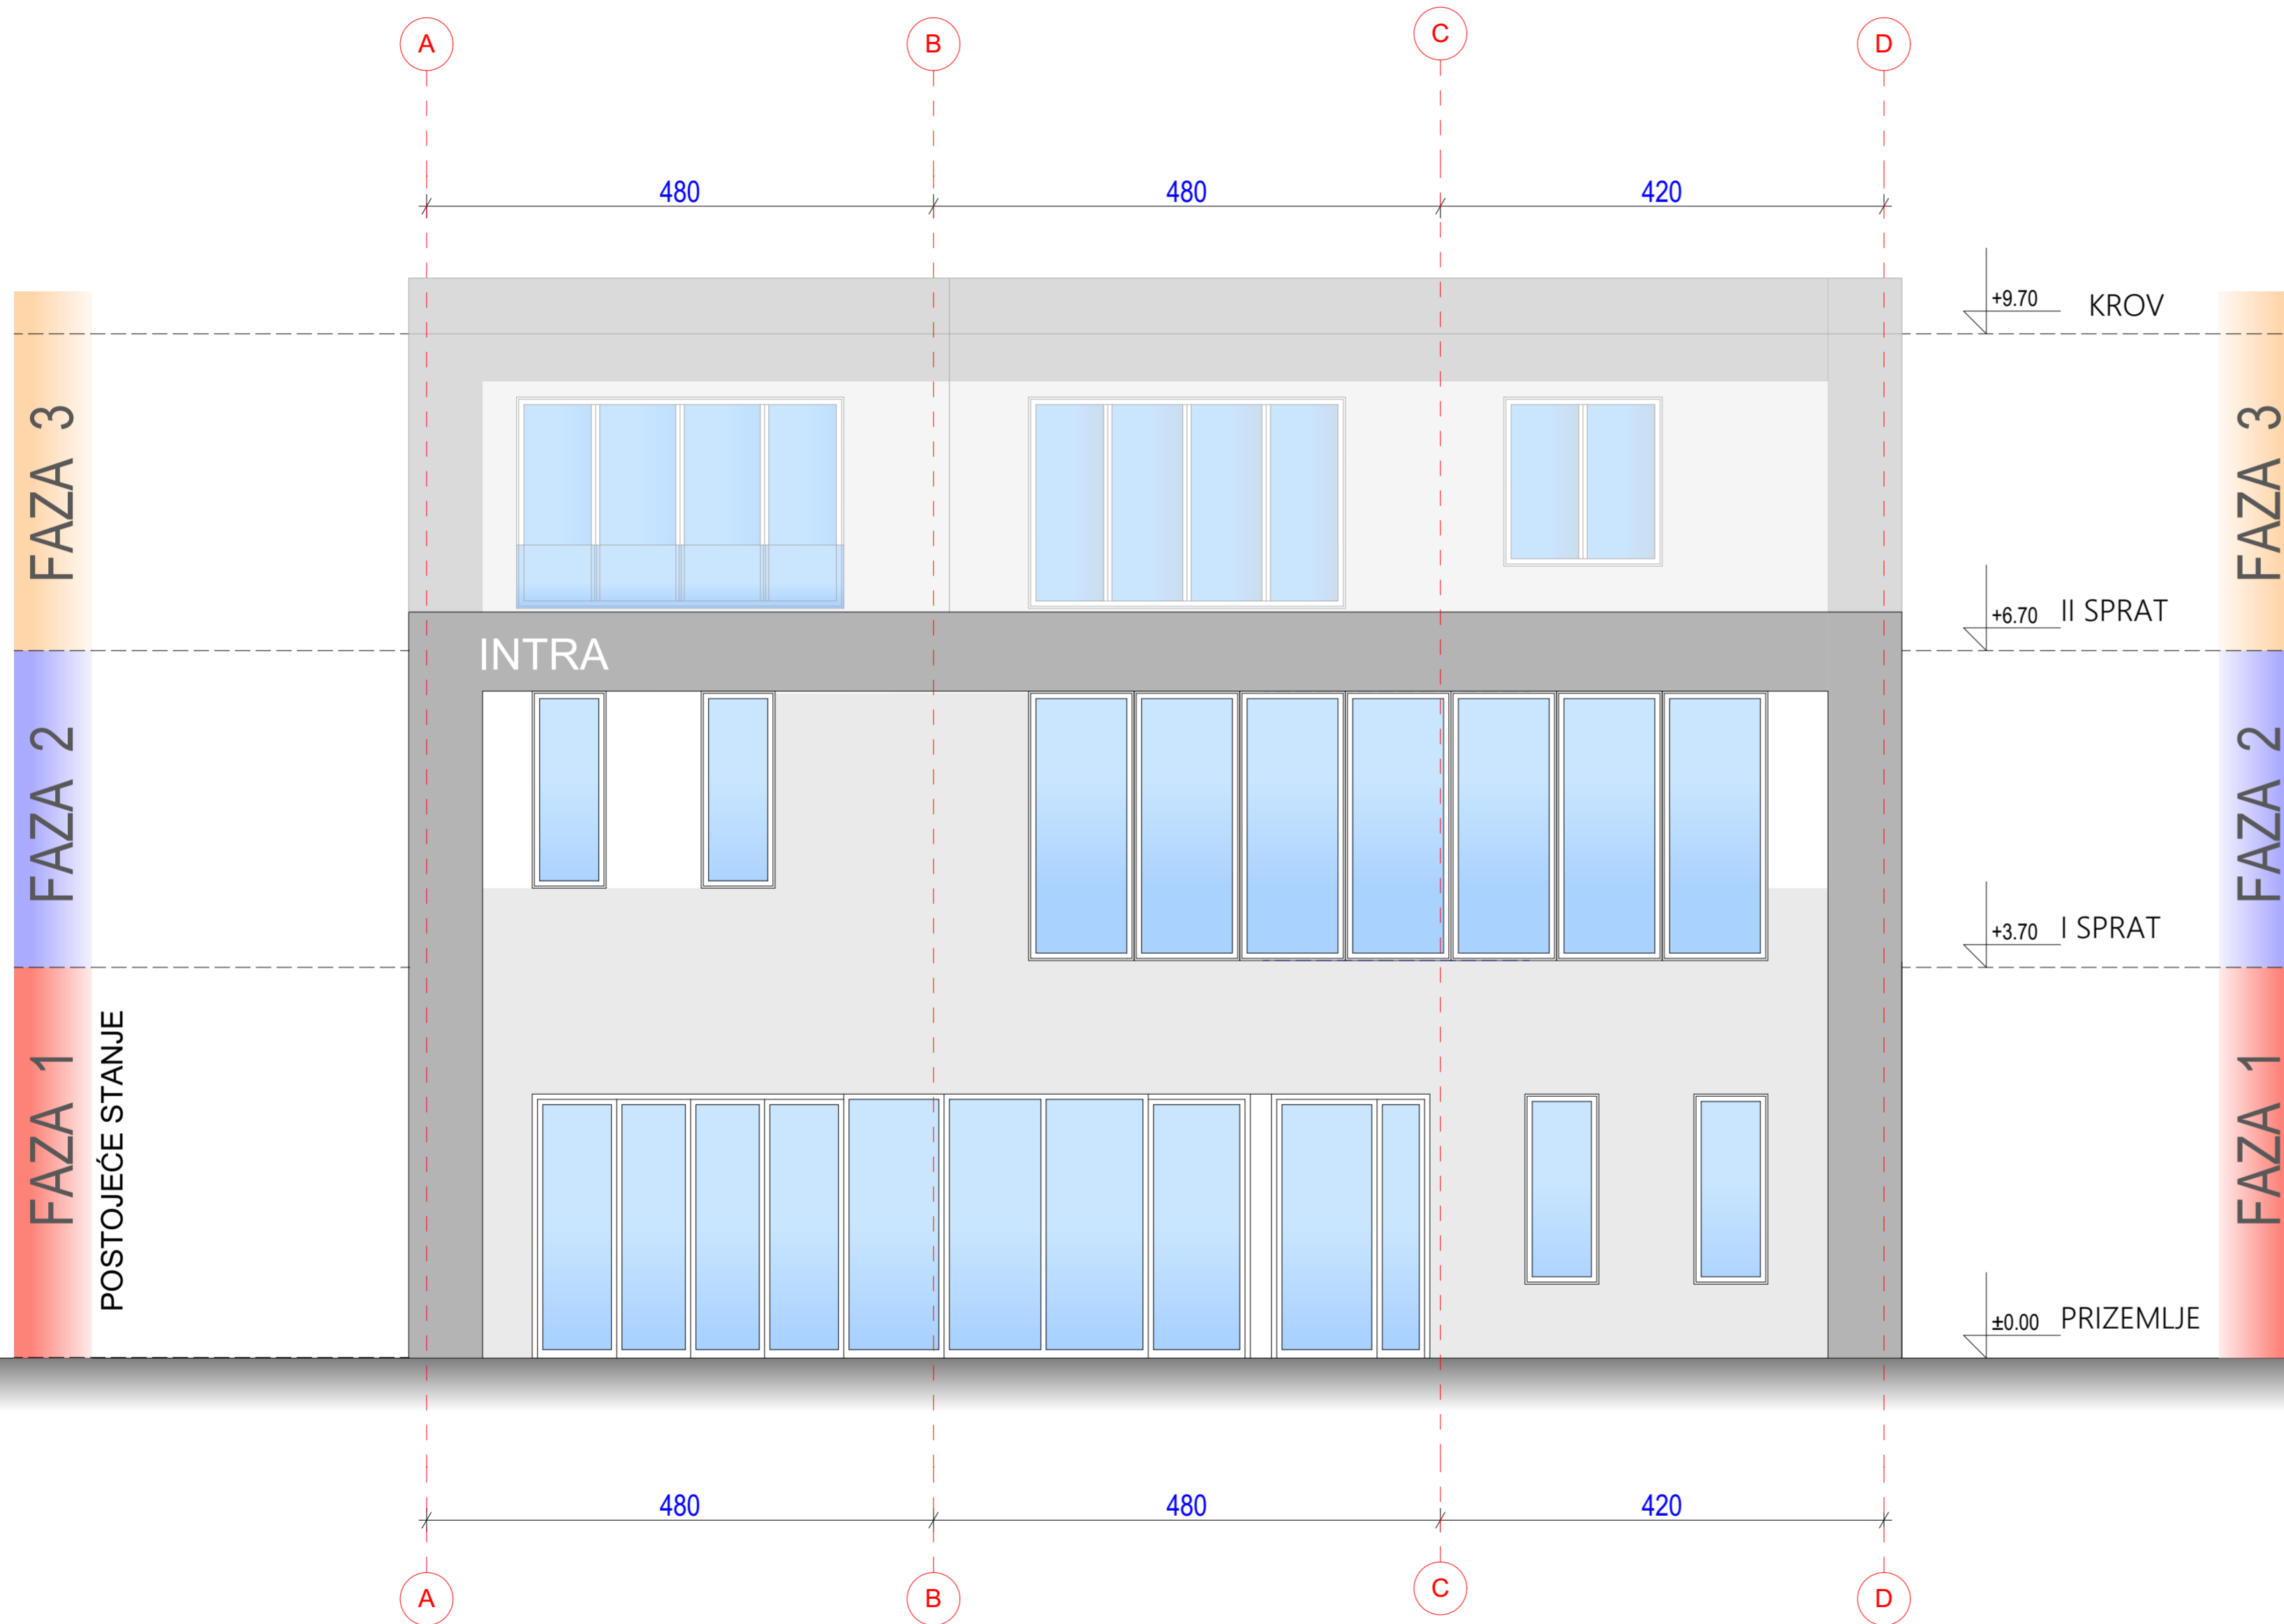 A
B
C
D
480
480
420
+9.70 KROV
FAZA 3
FAZA 3
+6.70 II SPRAT
INTRA
FAZA 2
FAZA 2
+3.70 I SPRAT
FAZA 1
POSTOJEĆE STANJE
FAZA 1
±0.00 PRIZEMLJE
480
480
420
A
B
C
D